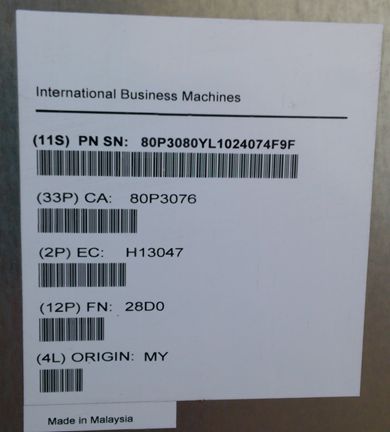 International Business Machines
(11S) PN SN: 80P3080YL1024074F9F
(33P) CA: 80P3076
(2P) EC: H13047
(12P) FN: 28D0
(4L) ORIGIN: MY
Made in Malaysia